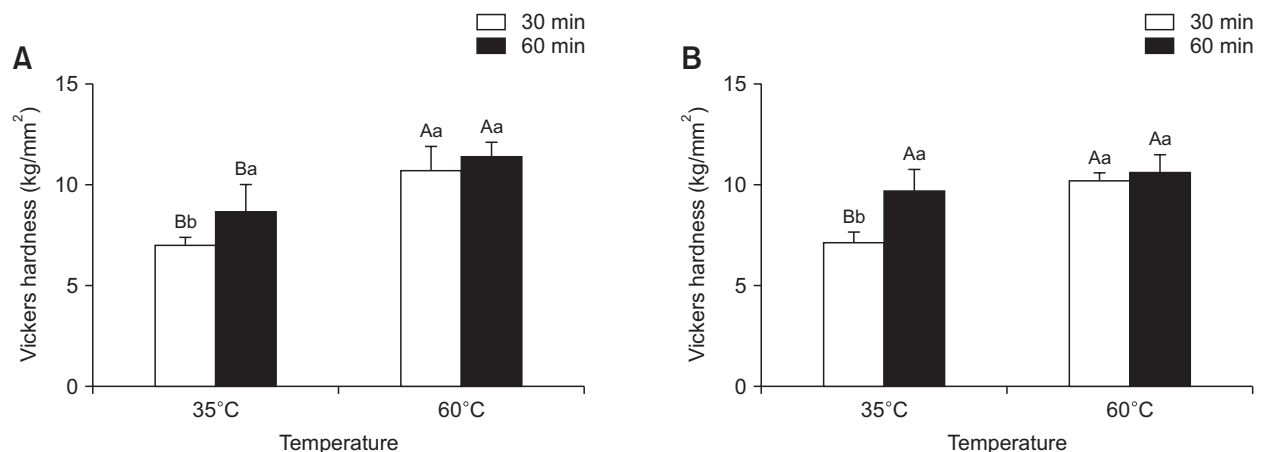 30 min
60 min
A
15
10
5
0
Vickers hardness (kg/mm²)
Bb
Ba
Aa
Aa
35°C
60°C
Temperature
30 min
60 min
B
15
10
5
0
Vickers hardness (kg/mm²)
Bb
Aa
Aa
Aa
35°C
60°C
Temperature